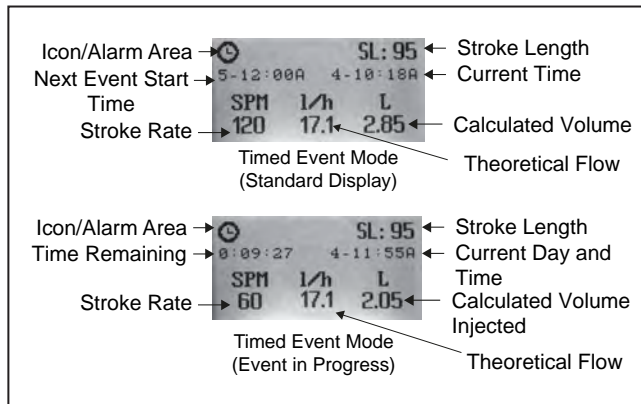 Icon/Alarm Area
SL: 95
Stroke Length
Next Event Start
Time
5-12:00A 4-10:18A
Current Time
SPM l/h L
Stroke Rate
120 17.1 2.85
Calculated Volume
Timed Event Mode
(Standard Display)
Theoretical Flow
Icon/Alarm Area
SL: 95
Stroke Length
Time Remaining
0:09:27 4-11:55A
Current Day and
Time
SPM l/h L
Stroke Rate
60 17.1 2.05
Calculated Volume
Injected
Timed Event Mode
(Event in Progress)
Theoretical Flow